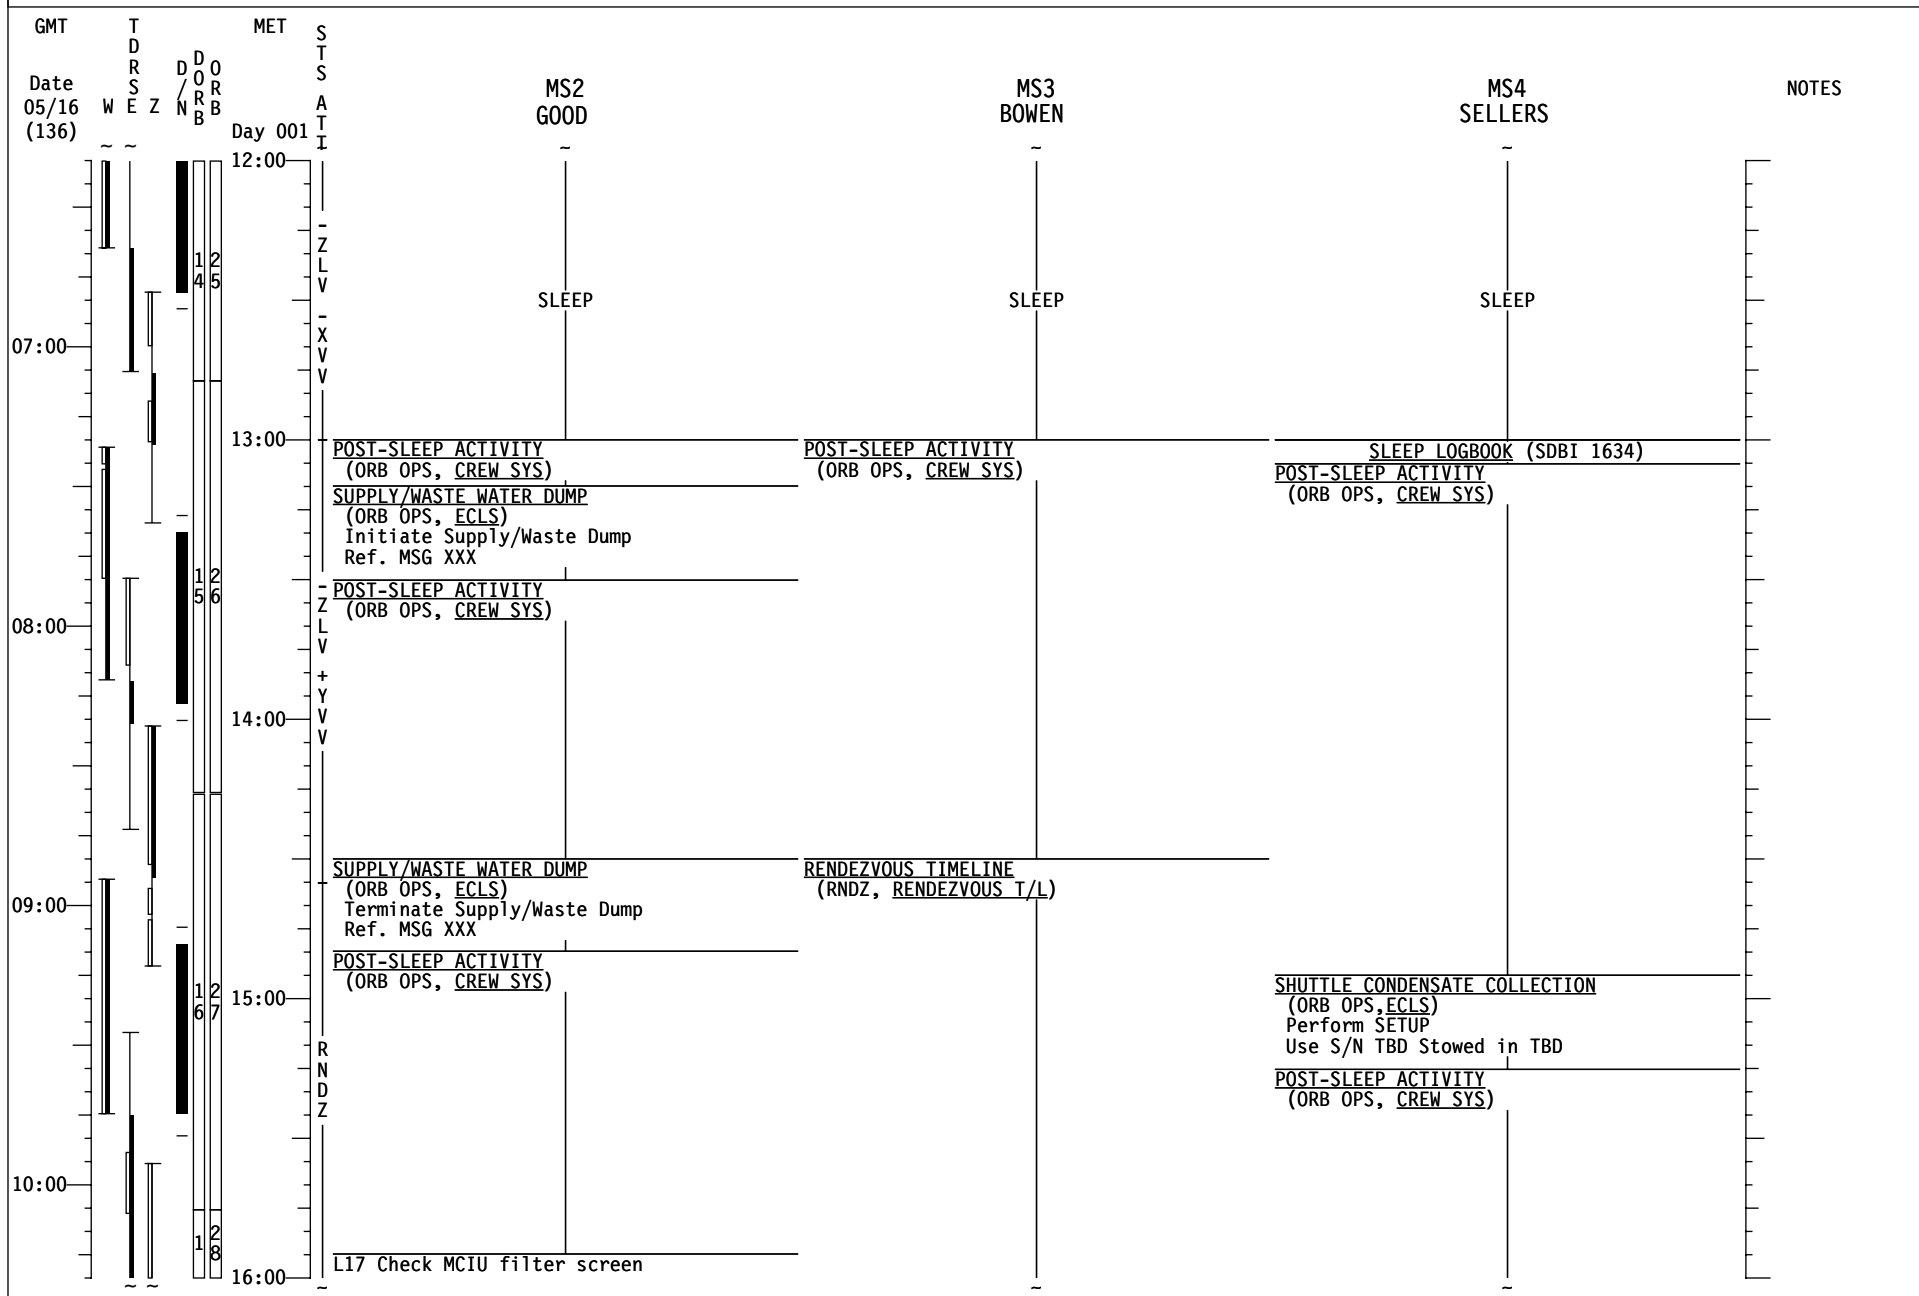 GMT
TDRS
MET
STS ATT
Date
05/16
(136)
W E Z
D/N
DORB
ORB
Day 001
MS2
GOOD
MS3
BOWEN
MS4
SELLERS
NOTES
~ ~
~ ~ ~
12:00
-ZLV
14
25
SLEEP SLEEP SLEEP
-XVV
07:00
13:00
POST-SLEEP ACTIVITY
(ORB OPS, CREW SYS)
SUPPLY/WASTE WATER DUMP
(ORB OPS, ECLS)
Initiate Supply/Waste Dump
Ref. MSG XXX
POST-SLEEP ACTIVITY
(ORB OPS, CREW SYS)
POST-SLEEP ACTIVITY
(ORB OPS, CREW SYS)
SLEEP LOGBOOK (SDBI 1634)
POST-SLEEP ACTIVITY
(ORB OPS, CREW SYS)
15
26
-ZLV
08:00
+YVV
14:00
SUPPLY/WASTE WATER DUMP
(ORB OPS, ECLS)
Terminate Supply/Waste Dump
Ref. MSG XXX
POST-SLEEP ACTIVITY
(ORB OPS, CREW SYS)
RENDEZVOUS TIMELINE
(RNDZ, RENDEZVOUS T/L)
09:00
16
27
15:00
SHUTTLE CONDENSATE COLLECTION
(ORB OPS,ECLS)
Perform SETUP
Use S/N TBD Stowed in TBD
POST-SLEEP ACTIVITY
(ORB OPS, CREW SYS)
RNDZ
10:00
1
28
L17 Check MCIU filter screen
16:00
~ ~ ~ ~ ~